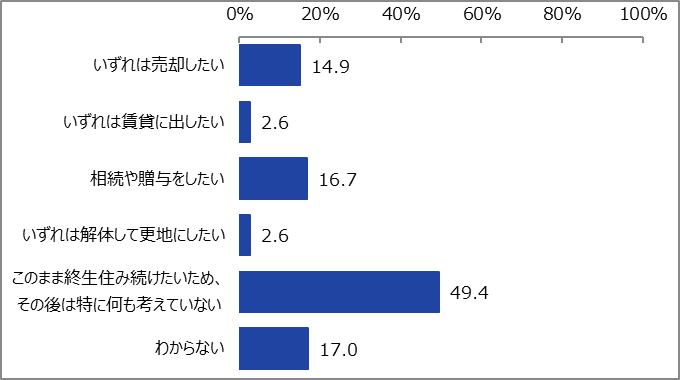 0% 20% 40% 60% 80% 100%
いずれは売却したい 14.9
いずれは賃貸に出したい 2.6
相続や贈与をしたい 16.7
いずれは解体して更地にしたい 2.6
このまま終生住み続けたいため、
その後は特に何も考えていない 49.4
わからない 17.0